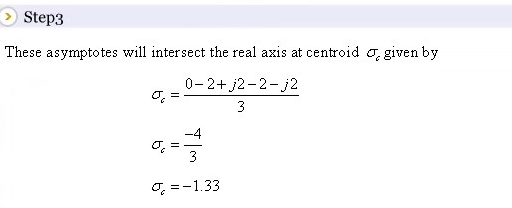 Step3
These asymptotes will intersect the real axis at centroid σc given by
σc = 0-2+j2-2-j2 / 3
σc = -4 / 3
σc = -1.33